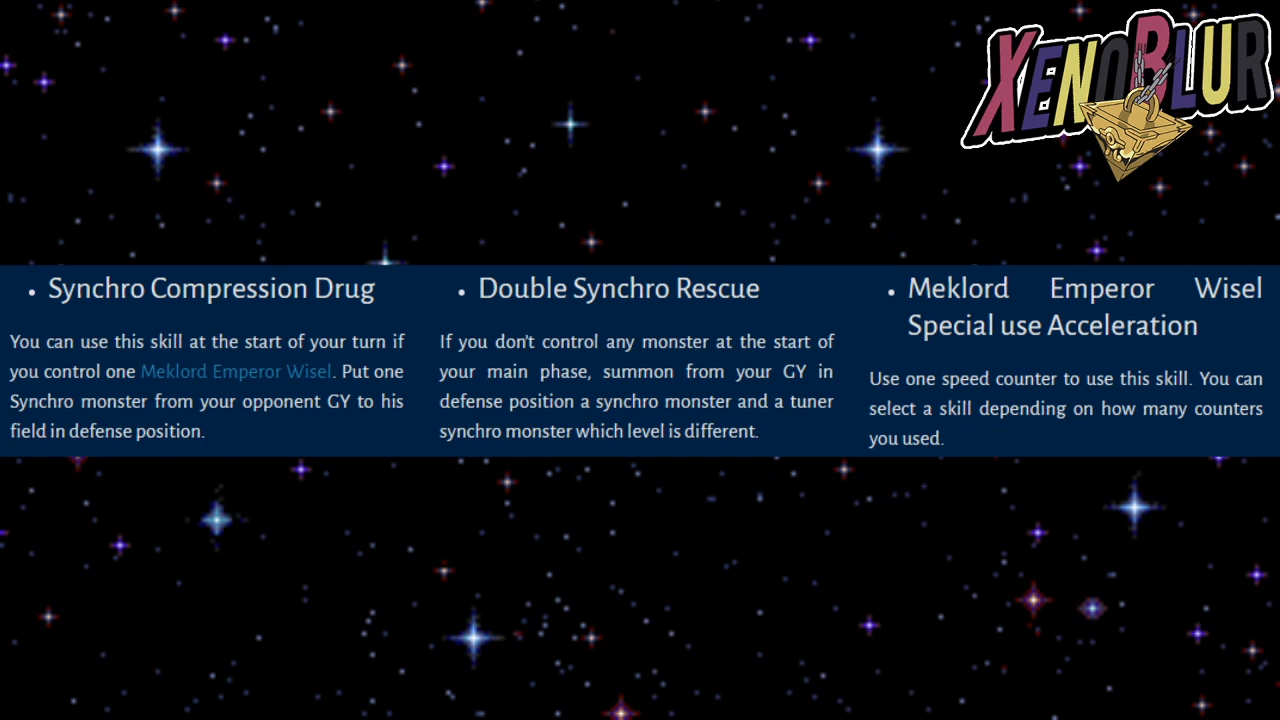 XENOBLUR
• Synchro Compression Drug
You can use this skill at the start of your turn if
you control one Meklord Emperor Wisel. Put one
Synchro monster from your opponent GY to his
field in defense position.
• Double Synchro Rescue
If you don't control any monster at the start of
your main phase, summon from your GY in
defense position a synchro monster and a tuner
synchro monster which level is different.
• Meklord Emperor Wisel
Special use Acceleration
Use one speed counter to use this skill. You can
select a skill depending on how many counters
you used.